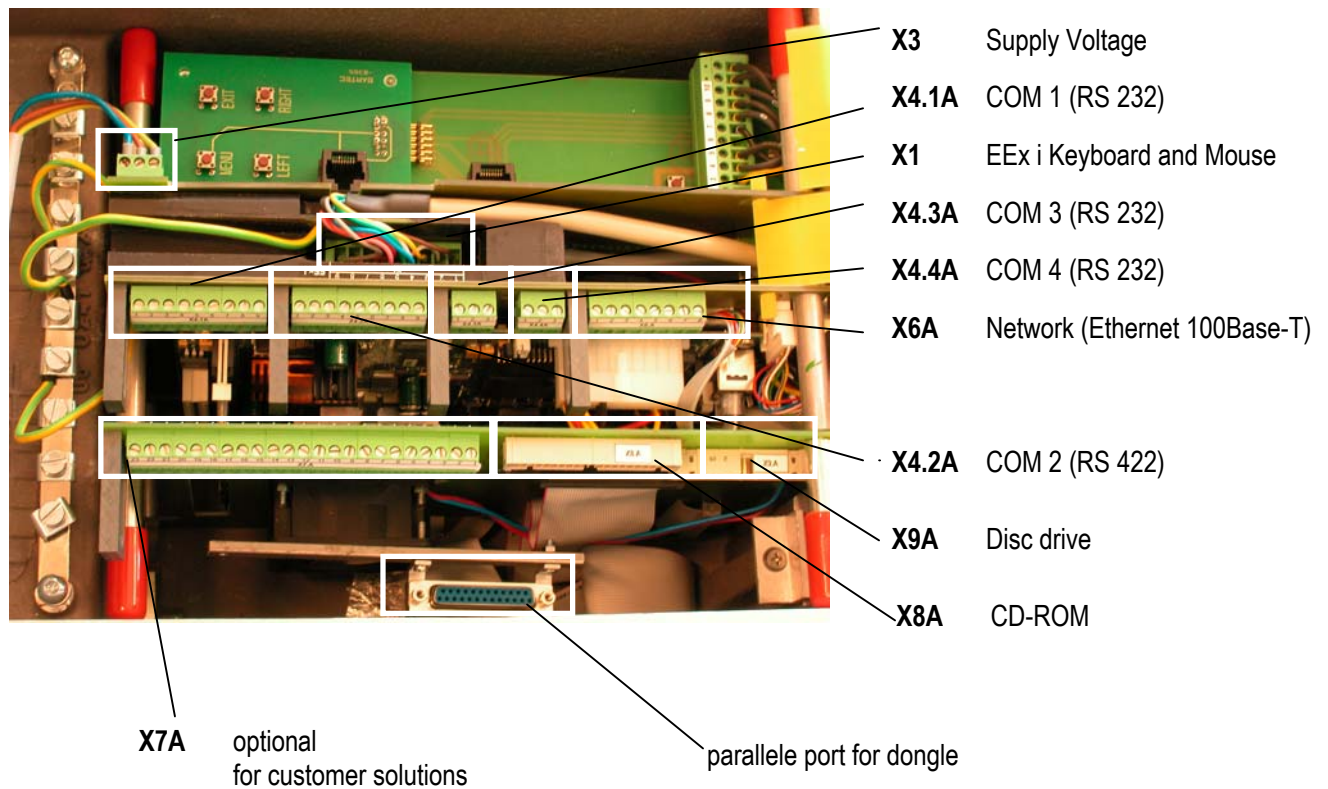 X3 Supply Voltage
X4.1A COM 1 (RS 232)
X1 EEx i Keyboard and Mouse
X4.3A COM 3 (RS 232)
X4.4A COM 4 (RS 232)
X6A Network (Ethernet 100Base-T)
X4.2A COM 2 (RS 422)
X9A Disc drive
X8A CD-ROM
X7A optional
for customer solutions
parallele port for dongle
BARTEC
EXIT
RIGHT
MENU
LEFT